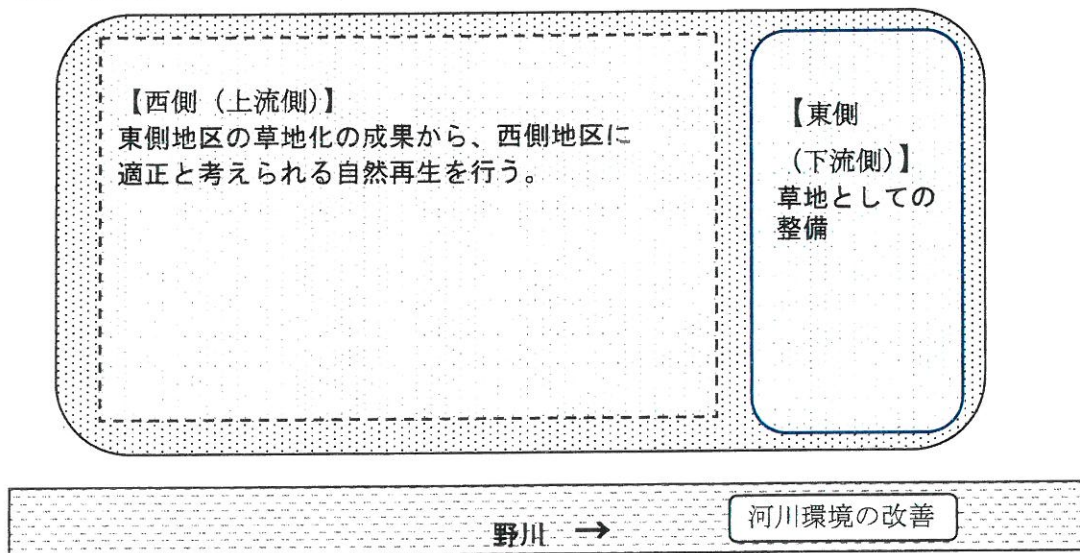 【西側（上流側）】
東側地区の草地化の成果から、西側地区に
適正と考えられる自然再生を行う。
【東側
（下流側）】
草地としての
整備
野川 →
河川環境の改善